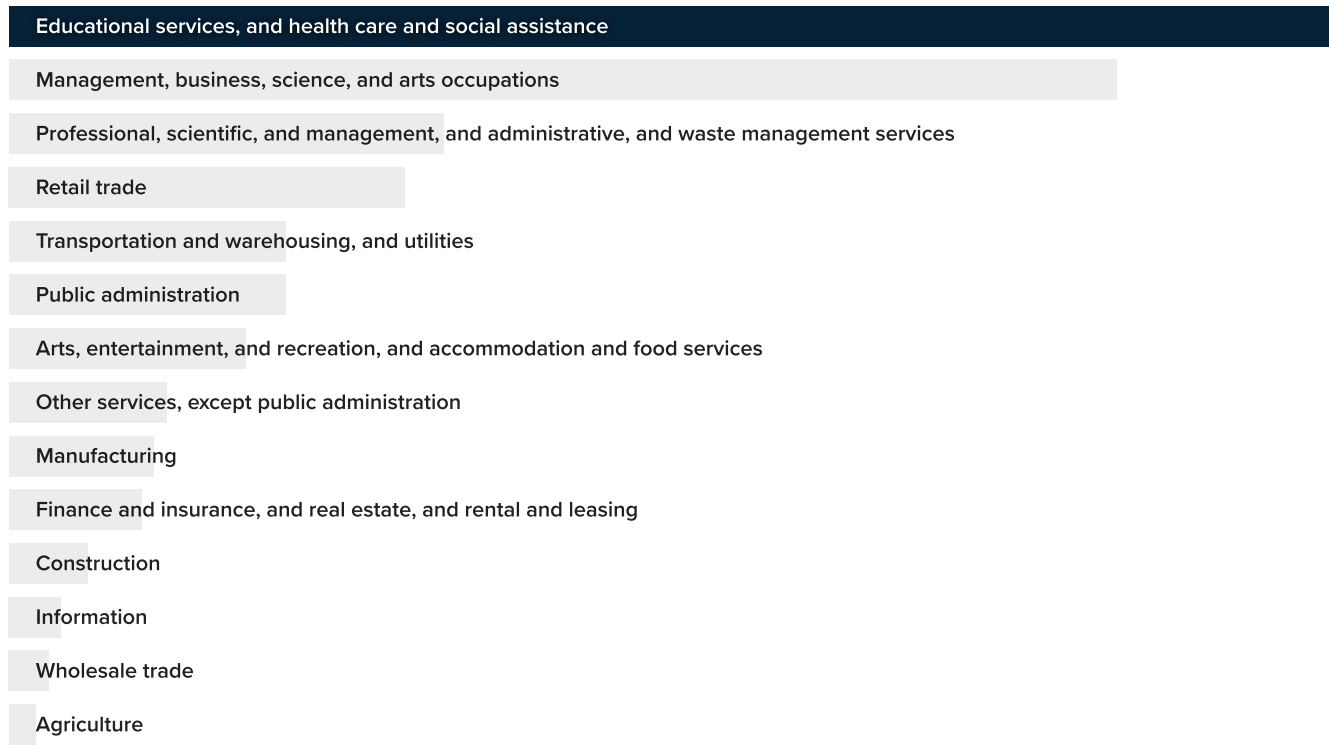 Educational services, and health care and social assistance
Management, business, science, and arts occupations
Professional, scientific, and management, and administrative, and waste management services
Retail trade
Transportation and warehousing, and utilities
Public administration
Arts, entertainment, and recreation, and accommodation and food services
Other services, except public administration
Manufacturing
Finance and insurance, and real estate, and rental and leasing
Construction
Information
Wholesale trade
Agriculture